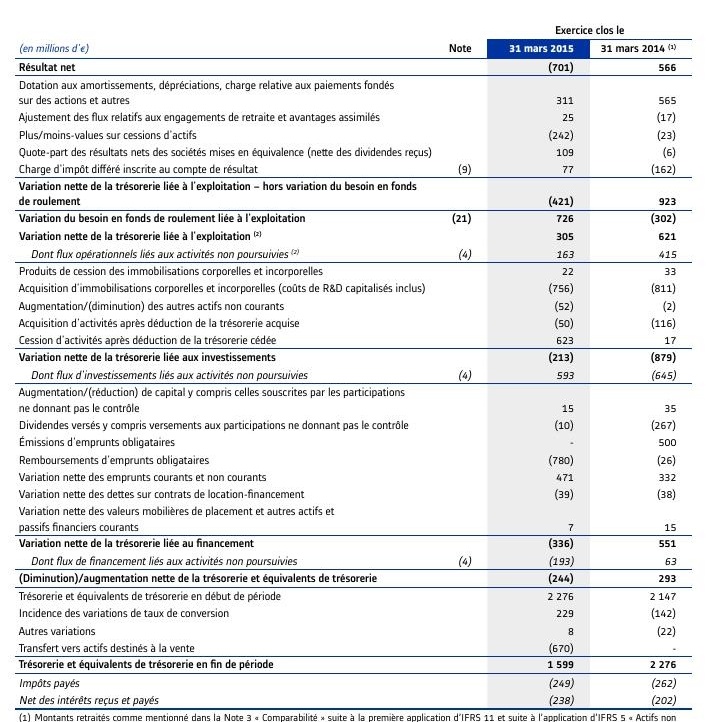 Exercice clos le
(en millions d'€) Note 31 mars 2015 31 mars 2014 (1)
Résultat net (701) 566
Dotation aux amortissements, dépréciations, charge relative aux paiements fondés
sur des actions et autres 311 565
Ajustement des flux relatifs aux engagements de retraite et avantages assimilés 25 (17)
Plus/moins-values sur cessions d'actifs (242) (23)
Quote-part des résultats nets des sociétés mises en équivalence (nette des dividendes reçus) 109 (6)
Charge d'impôt différé inscrite au compte de résultat (9) 77 (162)
Variation nette de la trésorerie liée à l'exploitation – hors variation du besoin en fonds
de roulement (421) 923
Variation du besoin en fonds de roulement liée à l'exploitation (21) 726 (302)
Variation nette de la trésorerie liée à l'exploitation (2) 305 621
Dont flux opérationnels liés aux activités non poursuivies (2) (4) 163 415
Produits de cession des immobilisations corporelles et incorporelles 22 33
Acquisition d'immobilisations corporelles et incorporelles (coûts de R&D capitalisés inclus) (756) (811)
Augmentation/(diminution) des autres actifs non courants (52) (2)
Acquisition d'activités après déduction de la trésorerie acquise (50) (116)
Cession d'activités après déduction de la trésorerie cédée 623 17
Variation nette de la trésorerie liée aux investissements (213) (879)
Dont flux d'investissements liés aux activités non poursuivies (4) 593 (645)
Augmentation/(réduction) de capital y compris celles souscrites par les participations
ne donnant pas le contrôle 15 35
Dividendes versés y compris versements aux participations ne donnant pas le contrôle (10) (267)
Émissions d'emprunts obligataires - 500
Remboursements d'emprunts obligataires (780) (26)
Variation nette des emprunts courants et non courants 471 332
Variation nette des dettes sur contrats de location-financement (39) (38)
Variation nette des valeurs mobilières de placement et autres actifs et
passifs financiers courants 7 15
Variation nette de la trésorerie liée au financement (336) 551
Dont flux de financement liés aux activités non poursuivies (4) (193) 63
(Diminution)/augmentation nette de la trésorerie et équivalents de trésorerie (244) 293
Trésorerie et équivalents de trésorerie en début de période 2 276 2 147
Incidence des variations de taux de conversion 229 (142)
Autres variations 8 (22)
Transfert vers actifs destinés à la vente (670) -
Trésorerie et équivalents de trésorerie en fin de période 1 599 2 276
Impôts payés (249) (262)
Net des intérêts reçus et payés (238) (202)
(1) Montants retraités comme mentionné dans la Note 3 « Comparabilité » suite à la première application d'IFRS 11 et suite à l'application d'IFRS 5 « Actifs non